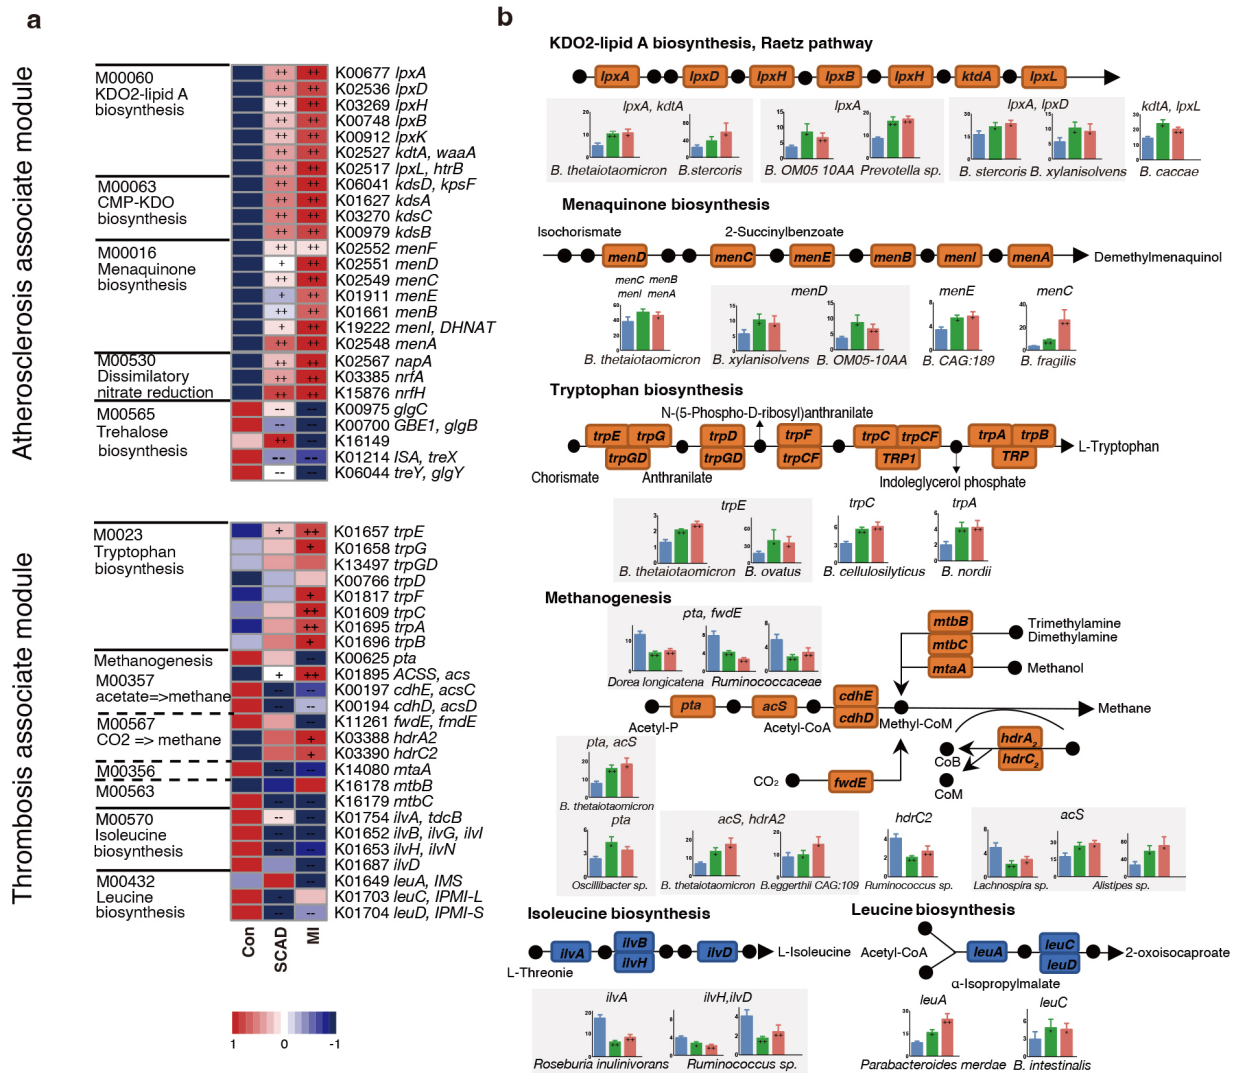 a
Atherosclerosis associate module
M00060
KDO2-lipid A
biosynthesis
M00063
CMP-KDO
biosynthesis
M00016
Menaquinone
biosynthesis
M00530
Dissimilatory
nitrate reduction
M00565
Trehalose
biosynthesis
K00677 lpxA
K02536 lpxD
K03269 lpxH
K00748 lpxB
K00912 lpxK
K02527 kdtA, waaA
K02517 lpxL, htrB
K06041 kdsD, kpsF
K01627 kdsA
K03270 kdsC
K00979 kdsB
K02552 menF
K02551 menD
K02549 menC
K01911 menE
K01661 menB
K19222 menI, DHNAT
K02548 menA
K02567 napA
K03385 nrfA
K15876 nrfH
K00975 glgC
K00700 GBE1, glgB
K16149
K01214 ISA, treX
K06044 treY, glgY
Thrombosis associate module
M0023
Tryptophan
biosynthesis
Methanogenesis
M00357
acetate=>methane
M00567
CO2 => methane
M00356
M00563
M00570
Isoleucine
biosynthesis
M00432
Leucine
biosynthesis
K01657 trpE
K01658 trpG
K13497 trpGD
K00766 trpD
K01817 trpF
K01609 trpC
K01695 trpA
K01696 trpB
K00625 pta
K01895 ACSS, acs
K00197 cdhE, acsC
K00194 cdhD, acsD
K11261 fwdE, fmdE
K03388 hdrA2
K03390 hdrC2
K14080 mtaA
K16178 mtbB
K16179 mtbC
K01754 ilvA, tdcB
K01652 ilvB, ilvG, ilvI
K01653 ilvH, ilvN
K01687 ilvD
K01649 leuA, IMS
K01703 leuC, IPMI-L
K01704 leuD, IPMI-S
Con SCAD MI
1 0 -1
b
KDO2-lipid A biosynthesis, Raetz pathway
lpxA lpxD lpxH lpxB lpxH ktdA lpxL
lpxA, kdtA lpxA lpxA, lpxD kdtA, lpxL
B. thetaiotaomicron B.stercoris B. OM05 10AA Prevotella sp. B. stercoris B. xylanisolvens B. caccae
Menaquinone biosynthesis
Isochorismate 2-Succinylbenzoate
menD menC menE menB menI menA Demethylmenaquinol
menC menB
menI menA
menD menE menC
B. thetaiotaomicron B. xylanisolvens B. OM05-10AA B. CAG:189 B. fragilis
Tryptophan biosynthesis
N-(5-Phospho-D-ribosyl)anthranilate
trpE trpG trpD trpF trpC trpCF trpA trpB
trpGD trpGD trpCF TRP1 TRP
L-Tryptophan
Chorismate Anthranilate Indoleglycerol phosphate
trpE trpC trpA
B. thetaiotaomicron B. ovatus B. cellulosilyticus B. nordii
Methanogenesis
pta, fwdE
Dorea longicatena Ruminococcaceae
mtbB
mtbC
mtaA
Trimethylamine
Dimethylamine
Methanol
pta acS cdhE
cdhD
Acetyl-P Acetyl-CoA Methyl-CoM Methane
hdrA2
hdrC2
CoB
CoM
CO2 fwdE
pta, acS
B. thetaiotaomicron
pta acS, hdrA2 hdrC2 acS
Oscillibacter sp. B. thetaiotaomicron B.eggerthii CAG:109 Ruminococcus sp. Lachnospira sp. Alistipes sp.
Isoleucine biosynthesis
ilvA ilvB ilvD
ilvH
L-Threonie L-Isoleucine
ilvA ilvH,ilvD
Roseburia inulinivorans Ruminococcus sp.
Leucine biosynthesis
Acetyl-CoA leuA leuC
leuD
2-oxoisocaproate
α-Isopropylmalate
leuA leuC
Parabacteroides merdae B. intestinalis